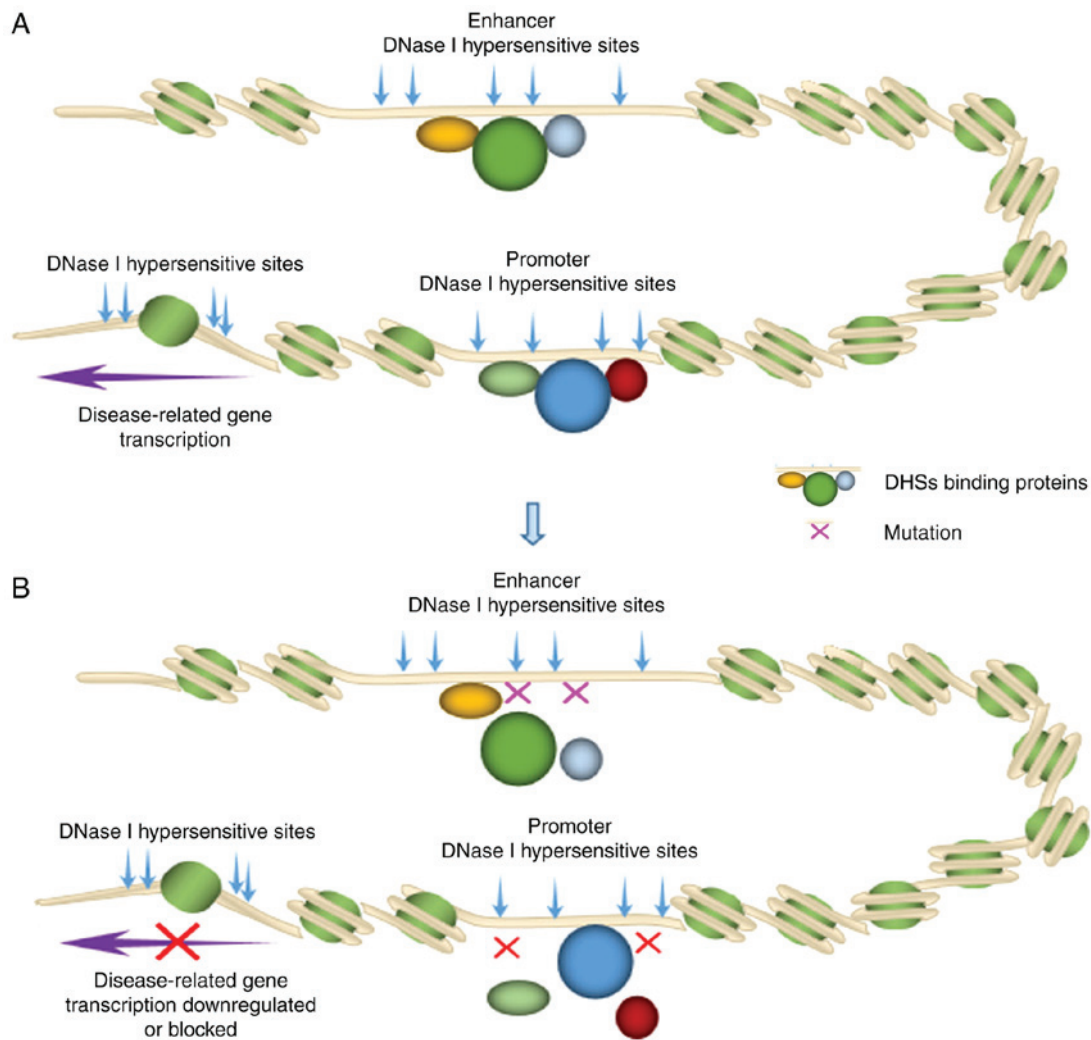 A
Enhancer
DNase I hypersensitive sites
DNase I hypersensitive sites
Promoter
DNase I hypersensitive sites
Disease-related gene
transcription
DHSs binding proteins
Mutation
B
Enhancer
DNase I hypersensitive sites
DNase I hypersensitive sites
Promoter
DNase I hypersensitive sites
Disease-related gene
transcription downregulated
or blocked